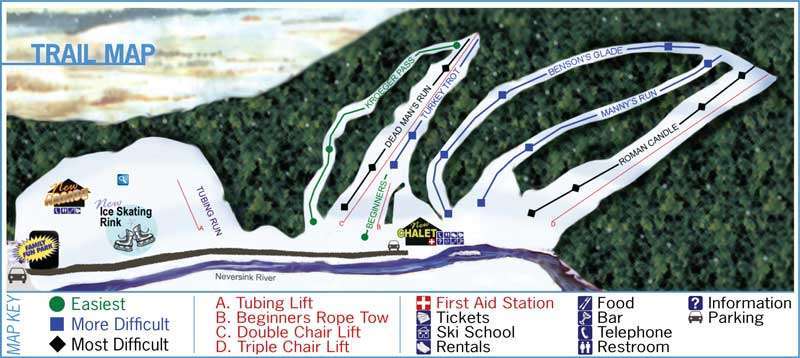 TRAIL MAP
KROEGER PASS
DEAD MAN'S RUN
TURKEY TROT
BENSON'S GLADE
MANNY'S RUN
ROMAN CANDLE
BEGINNERS
TUBING RUN
New
New
Ice Skating
Rink
FAMILY
FUN PARK!
New
CHALET
Neversink River
MAP KEY
Easiest
More Difficult
Most Difficult
A. Tubing Lift
B. Beginners Rope Tow
C. Double Chair Lift
D. Triple Chair Lift
First Aid Station
Tickets
Ski School
Rentals
Food
Bar
Telephone
Restroom
? Information
Parking